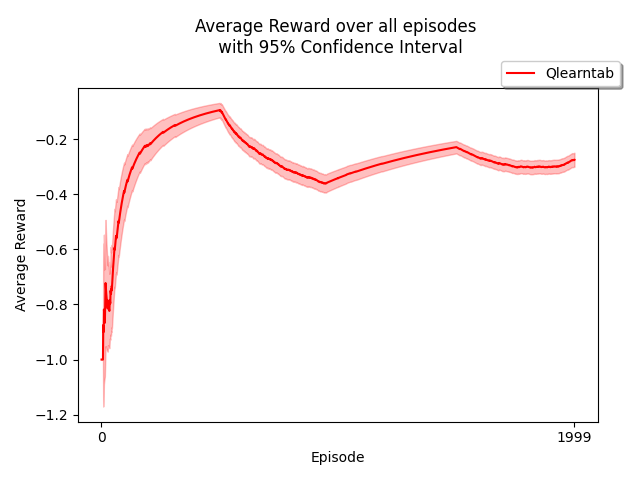 Average Reward over all episodes
with 95% Confidence Interval
Qlearntab
−0.2
−0.4
−0.6
−0.8
−1.0
−1.2
Average Reward
0
1999
Episode